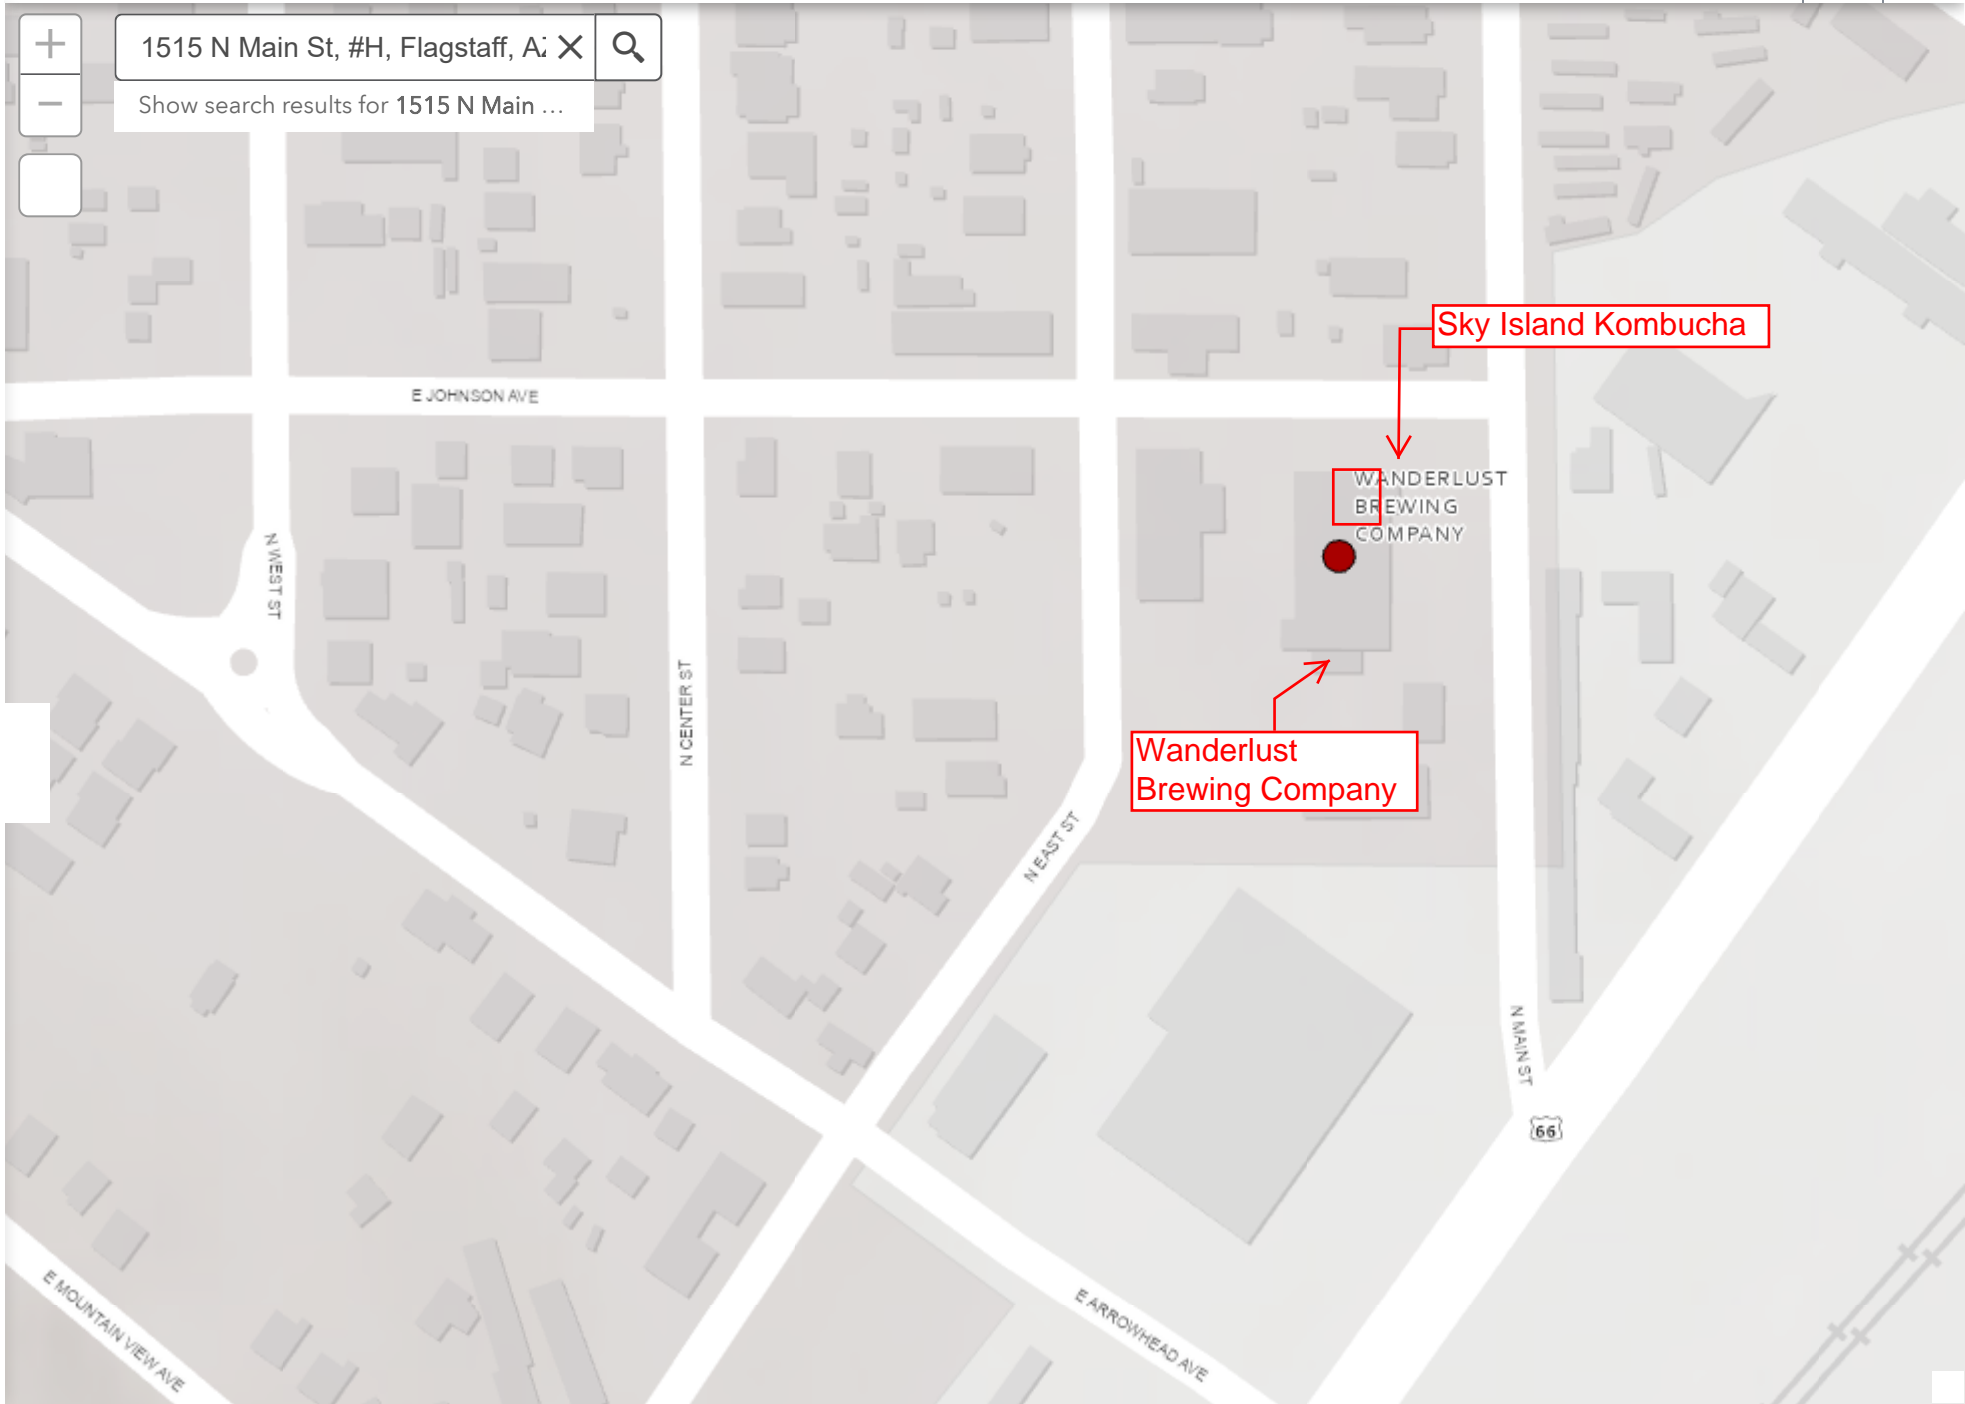 1515 N Main St, #H, Flagstaff, AZ
Show search results for 1515 N Main ...
Sky Island Kombucha
E JOHNSON AVE
WANDERLUST
BREWING
COMPANY
N WEST ST
N CENTER ST
Wanderlust
Brewing Company
N EAST ST
N MAIN ST
66
E MOUNTAIN VIEW AVE
E ARROWHEAD AVE